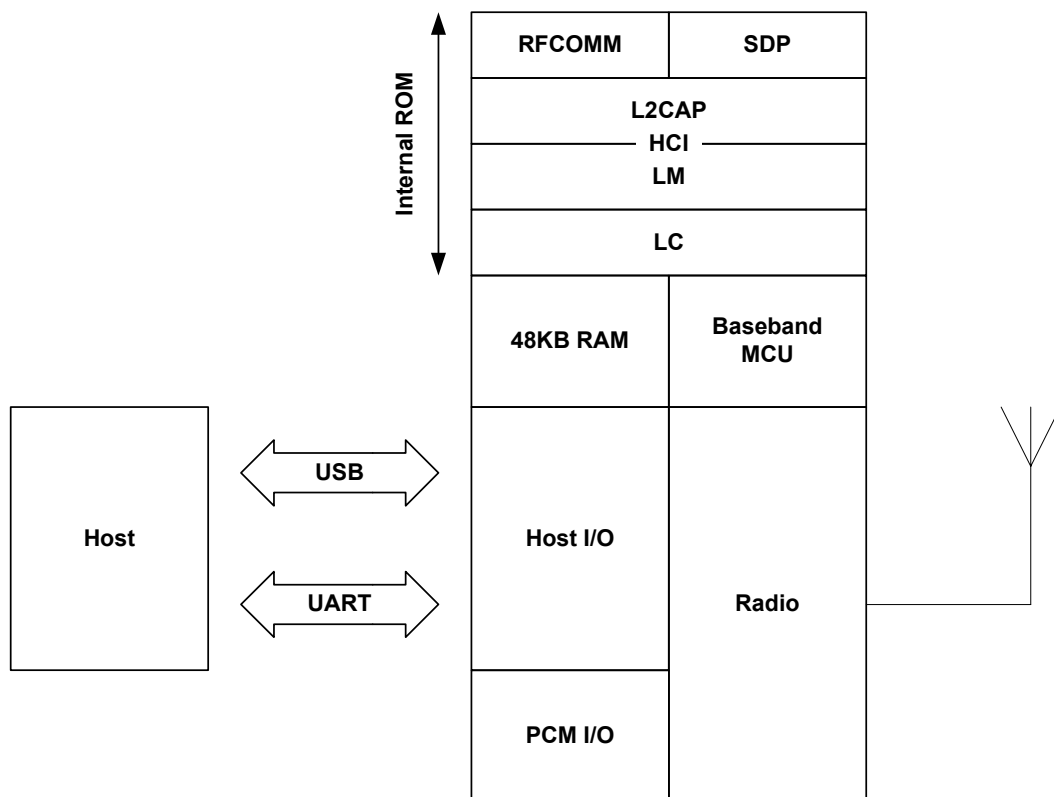 RFCOMM
SDP
Internal ROM
L2CAP
HCI
LM
LC
48KB RAM
Baseband
MCU
USB
Host
Host I/O
UART
Radio
PCM I/O